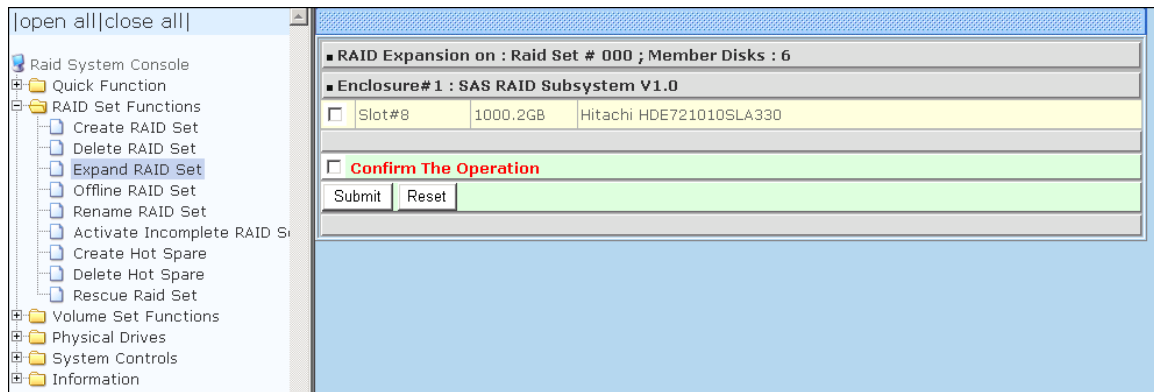 |open all|close all|
Raid System Console
Quick Function
RAID Set Functions
Create RAID Set
Delete RAID Set
Expand RAID Set
Offline RAID Set
Rename RAID Set
Activate Incomplete RAID S
Create Hot Spare
Delete Hot Spare
Rescue Raid Set
Volume Set Functions
Physical Drives
System Controls
Information
RAID Expansion on : Raid Set # 000 ; Member Disks : 6
Enclosure#1 : SAS RAID Subsystem V1.0
Slot#8 1000.2GB Hitachi HDE721010SLA330
Confirm The Operation
Submit Reset